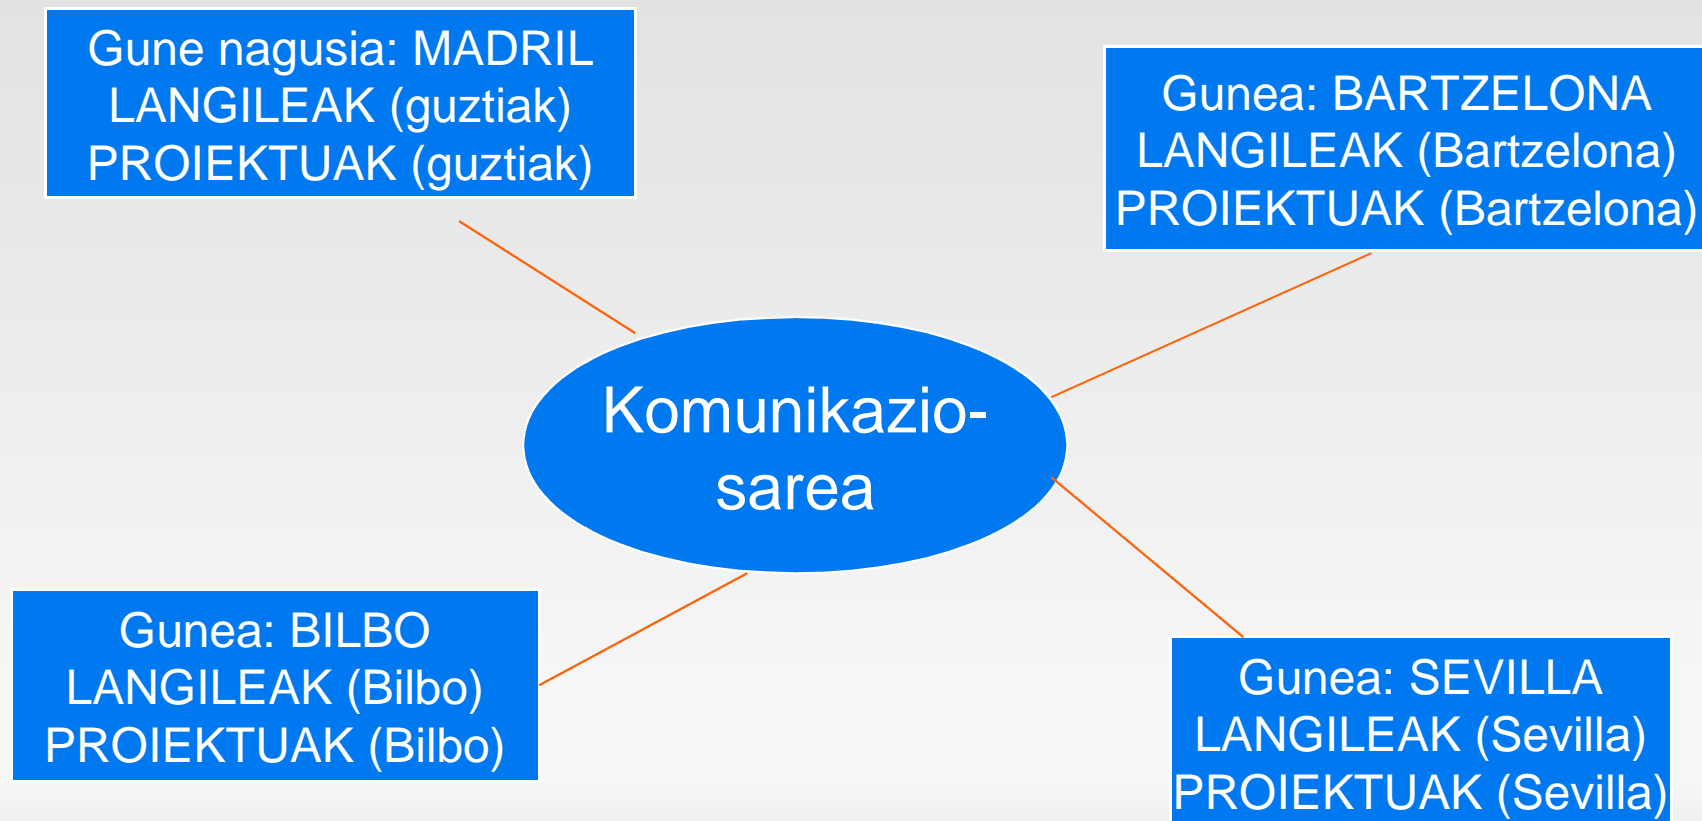 Gune nagusia: MADRIL
LANGILEAK (guztiak)
PROIEKTUAK (guztiak)
Gunea: BARTZELONA
LANGILEAK (Bartzelona)
PROIEKTUAK (Bartzelona)
Komunikazio-
sarea
Gunea: BILBO
LANGILEAK (Bilbo)
PROIEKTUAK (Bilbo)
Gunea: SEVILLA
LANGILEAK (Sevilla)
PROIEKTUAK (Sevilla)